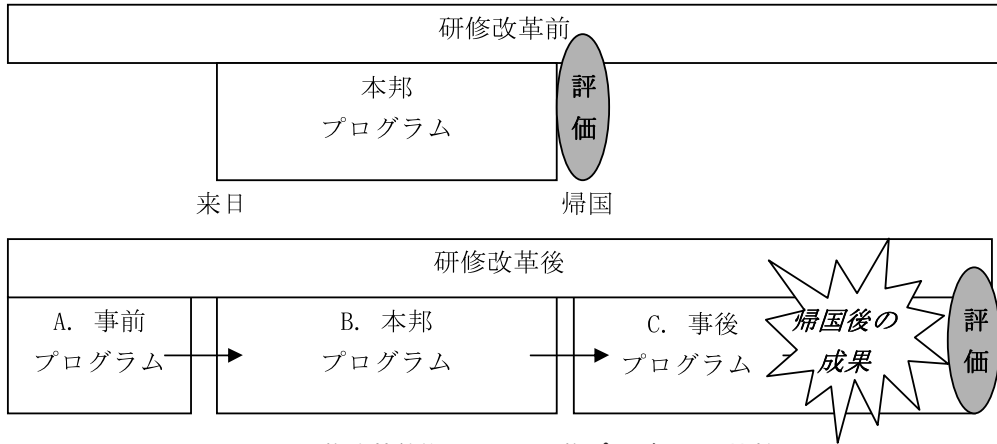 研修改革前
本邦
プログラム
評
価
来日
帰国
研修改革後
A. 事前
プログラム
B. 本邦
プログラム
C. 事後
プログラム
帰国後の
成果
評
価